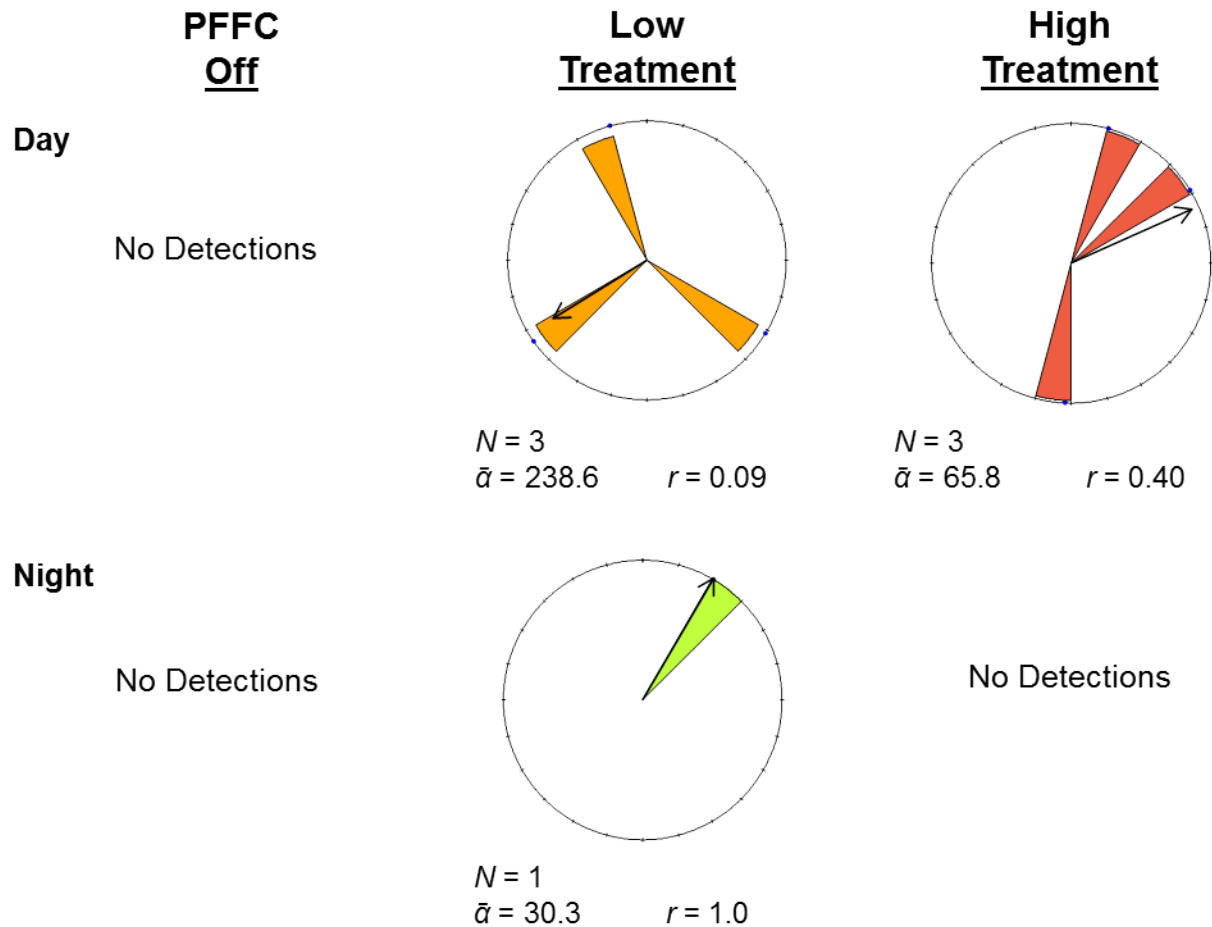 PFFC
Off
Low
Treatment
High
Treatment
Day
No Detections
N = 3
ᾱ = 238.6 r = 0.09
N = 3
ᾱ = 65.8 r = 0.40
Night
No Detections
No Detections
N = 1
ᾱ = 30.3 r = 1.0